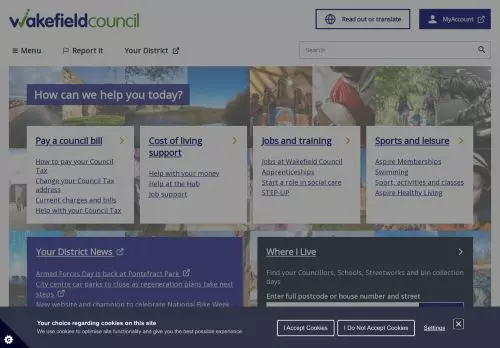 wakefieldcouncil
Read out or translate
MyAccount
Menu
Report it
Your District
Search
How can we help you today?
Pay a council bill
How to pay your Council
Tax
Change your Council Tax
address
Current charges and bills
Help with your Council Tax
Cost of living
support
Help with your money
Help at the Hub
Job support
Jobs and training
Jobs at Wakefield Council
Apprenticeships
Start a role in social care
STEP-UP
Sports and leisure
Aspire Memberships
Swimming
Sport, activities and classes
Aspire Healthy Living
Your District News
Armed Forces Day is back at Pontefract Park
City centre car parks to close as regeneration plans take next
steps
New website and champion to celebrate National Bike Week
Where I Live
Find your Councillors, Schools, Streetworks and bin collection
days
Enter full postcode or house number and street
Your choice regarding cookies on this site
We use cookies to optimise site functionality and give you the best possible experience
I Accept Cookies
I Do Not Accept Cookies
Settings